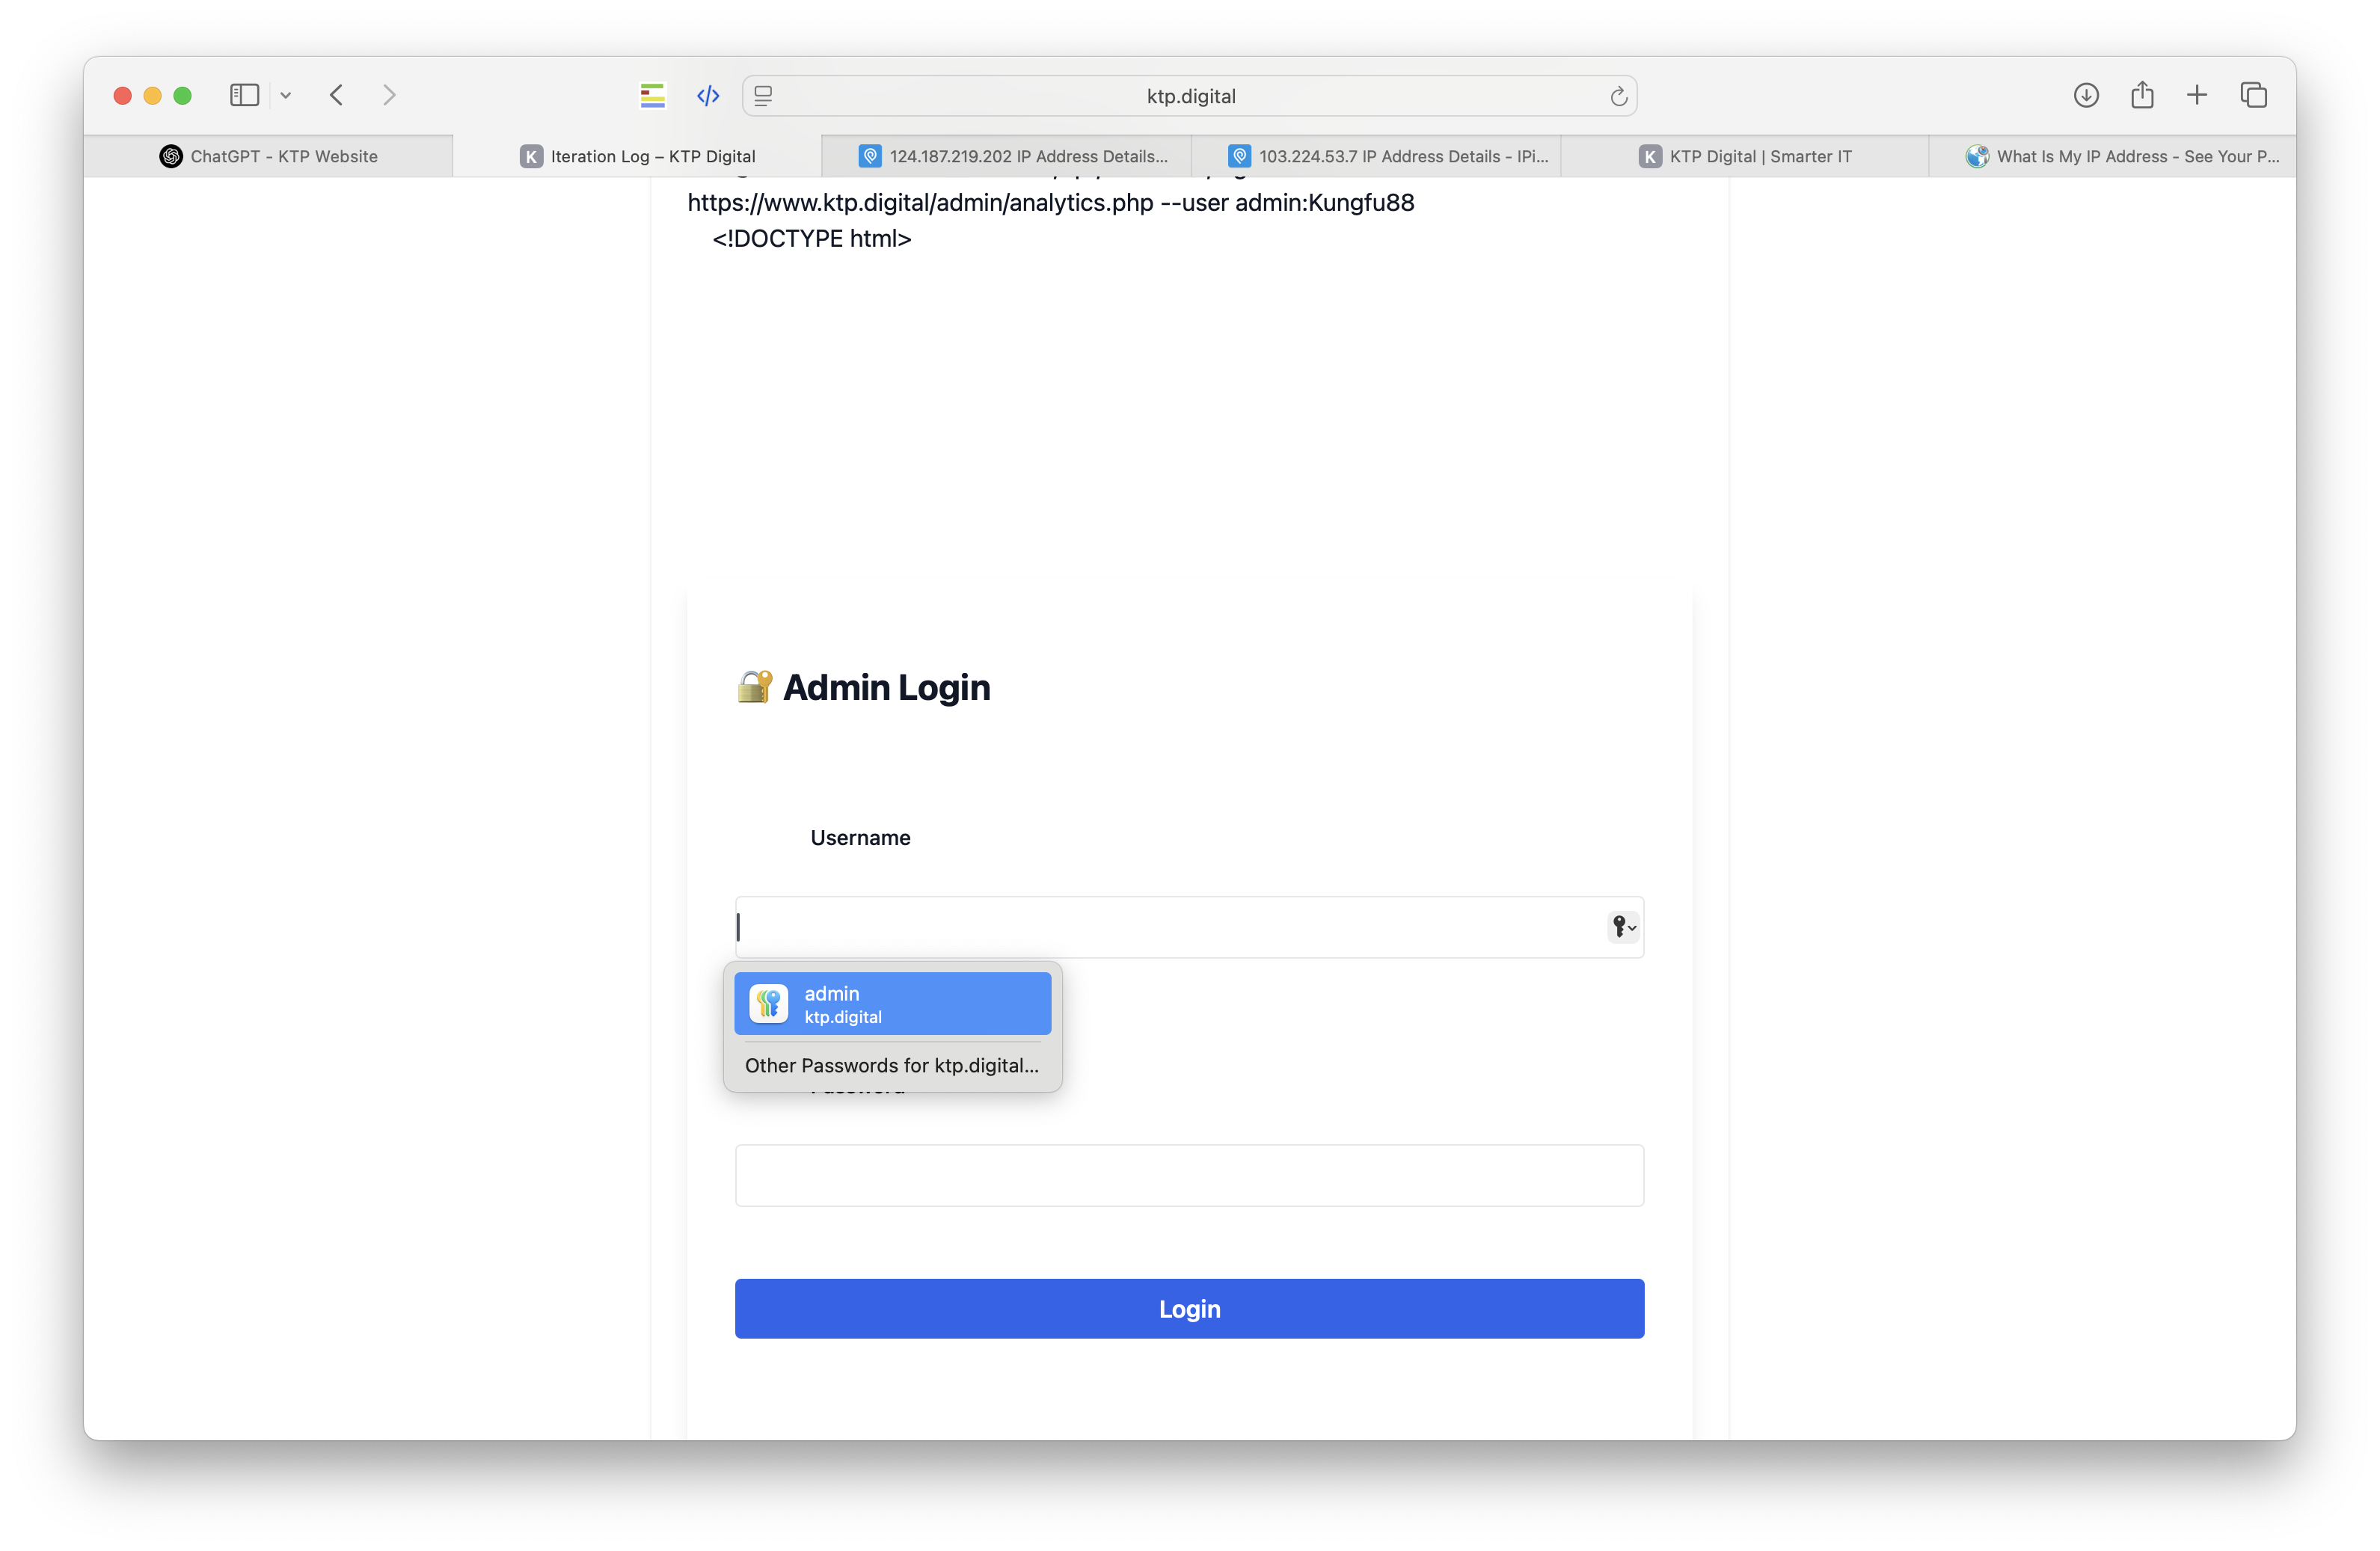 ktp.digital
ChatGPT - KTP Website
K Iteration Log – KTP Digital
124.187.219.202 IP Address Details...
103.224.53.7 IP Address Details - IPi...
K KTP Digital | Smarter IT
What Is My IP Address - See Your P...
https://www.ktp.digital/admin/analytics.php --user admin:Kungfu88
<!DOCTYPE html>
🔐 Admin Login
Username
admin
ktp.digital
Other Passwords for ktp.digital...
Login